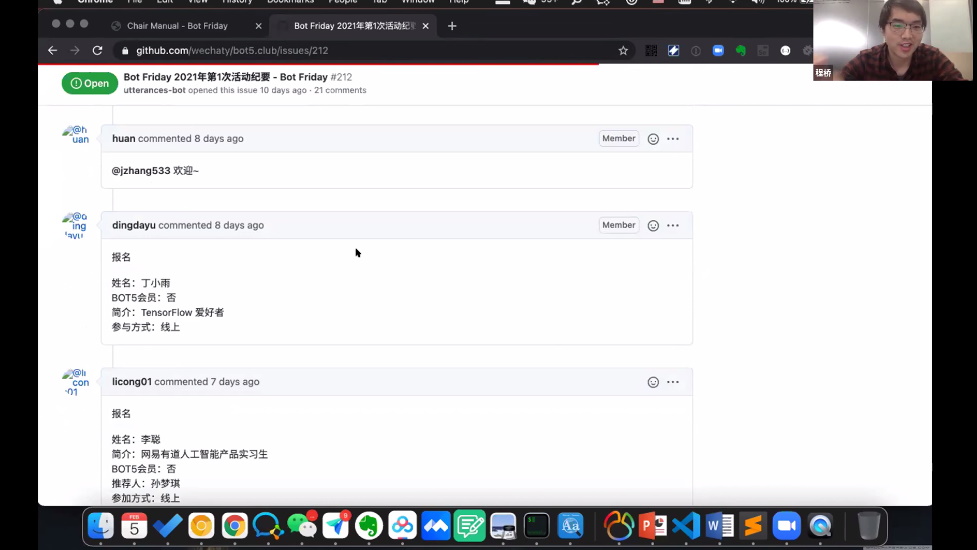 Chrome File Edit View History People Tab Window Help
Chair Manual - Bot Friday
Bot Friday 2021年第1次活动纪
github.com/wechaty/bot5.club/issues/212
程桥
Open
Bot Friday 2021年第1次活动纪要 - Bot Friday #212
utterances-bot opened this issue 10 days ago · 21 comments
@huan
huan commented 8 days ago
Member
@jzhang533 欢迎~
@dingdayu
dingdayu commented 8 days ago
Member
报名
姓名：丁小雨
BOT5会员：否
简介：TensorFlow 爱好者
参与方式：线上
@licong01
licong01 commented 7 days ago
报名
姓名：李聪
简介：网易有道人工智能产品实习生
BOT5会员：否
推荐人：孙梦琪
参加方式：线上
FEB
5
9